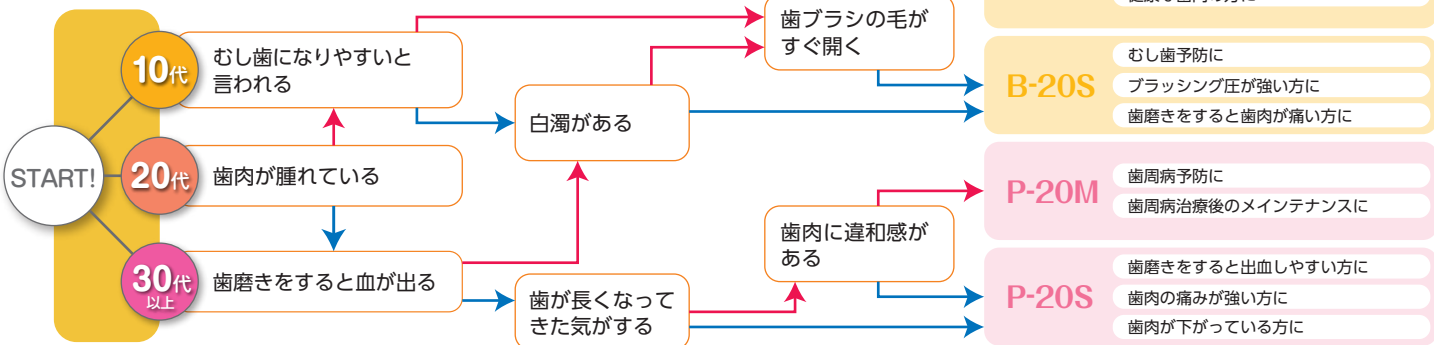 START!
10代
むし歯になりやすいと
言われる
20代
歯肉が腫れている
30代
以上
歯磨きをすると血が出る
白濁がある
歯が長くなって
きた気がする
歯ブラシの毛が
すぐ開く
歯肉に違和感が
ある
B-20S
むし歯予防に
ブラッシング圧が強い方に
歯磨きをすると歯肉が痛い方に
P-20M
歯周病予防に
歯周病治療後のメインテナンスに
P-20S
歯磨きをすると出血しやすい方に
歯肉の痛みが強い方に
歯肉が下がっている方に